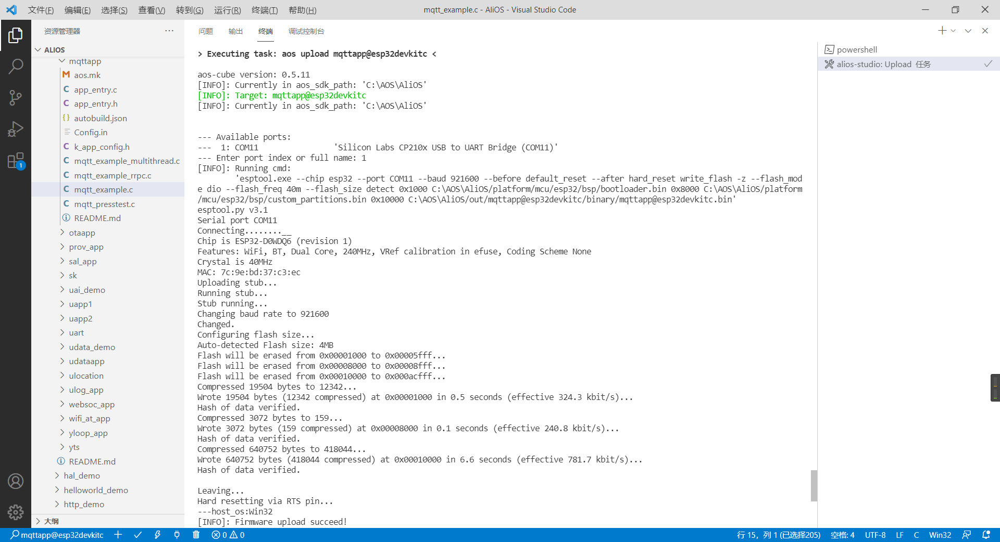 文件(F) 编辑(E) 选择(S) 查看(V) 转到(G) 运行(R) 终端(T) 帮助(H) mqtt_example.c - AliOS - Visual Studio Code
资源管理器 ···
ALIOS
mqttapp
aos.mk
app_entry.c
app_entry.h
autobuild.json
Config.in
k_app_config.h
mqtt_example_multithread.c
mqtt_example_rrpc.c
mqtt_example.c
mqtt_presstest.c
README.md
otaapp
prov_app
sal_app
sk
uai_demo
uapp1
uapp2
uart
udata_demo
udataapp
ulocation
ulog_app
websoc_app
wifi_at_app
yloop_app
yts
README.md
hal_demo
helloworld_demo
http_demo
大纲
1
问题 输出 终端 调试控制台
> Executing task: aos upload mqttapp@esp32devkitc <
aos-cube version: 0.5.11
[INFO]: Currently in aos_sdk_path: 'C:\AOS\AliOS'
[INFO]: Target: mqttapp@esp32devkitc
[INFO]: Currently in aos_sdk_path: 'C:\AOS\AliOS'
--- Available ports:
---  1: COM11                'Silicon Labs CP210x USB to UART Bridge (COM11)'
--- Enter port index or full name: 1
[INFO]: Running cmd:
'esptool.exe --chip esp32 --port COM11 --baud 921600 --before default_reset --after hard_reset write_flash -z --flash_mod
e dio --flash_freq 40m --flash_size detect 0x1000 C:\AOS\AliOS/platform/mcu/esp32/bsp/bootloader.bin 0x8000 C:\AOS\AliOS/platform
/mcu/esp32/bsp/custom_partitions.bin 0x10000 C:\AOS\AliOS/out/mqttapp@esp32devkitc/binary/mqttapp@esp32devkitc.bin'
esptool.py v3.1
Serial port COM11
Connecting........__
Chip is ESP32-D0WDQ6 (revision 1)
Features: WiFi, BT, Dual Core, 240MHz, VRef calibration in efuse, Coding Scheme None
Crystal is 40MHz
MAC: 7c:9e:bd:37:c3:ec
Uploading stub...
Running stub...
Stub running...
Changing baud rate to 921600
Changed.
Configuring flash size...
Auto-detected Flash size: 4MB
Flash will be erased from 0x00001000 to 0x00005fff...
Flash will be erased from 0x00008000 to 0x00008fff...
Flash will be erased from 0x00010000 to 0x000acfff...
Compressed 19504 bytes to 12342...
Wrote 19504 bytes (12342 compressed) at 0x00001000 in 0.5 seconds (effective 324.3 kbit/s)...
Hash of data verified.
Compressed 3072 bytes to 159...
Wrote 3072 bytes (159 compressed) at 0x00008000 in 0.1 seconds (effective 240.8 kbit/s)...
Hash of data verified.
Compressed 640752 bytes to 418044...
Wrote 640752 bytes (418044 compressed) at 0x00010000 in 6.6 seconds (effective 781.7 kbit/s)...
Hash of data verified.
Leaving...
Hard resetting via RTS pin...
---host_os:Win32
[INFO]: Firmware upload succeed!
powershell
alios-studio: Upload 任务
mqttapp@esp32devkitc 0 0 行 15，列 1 (已选择205) 空格: 4 UTF-8 LF C Win32